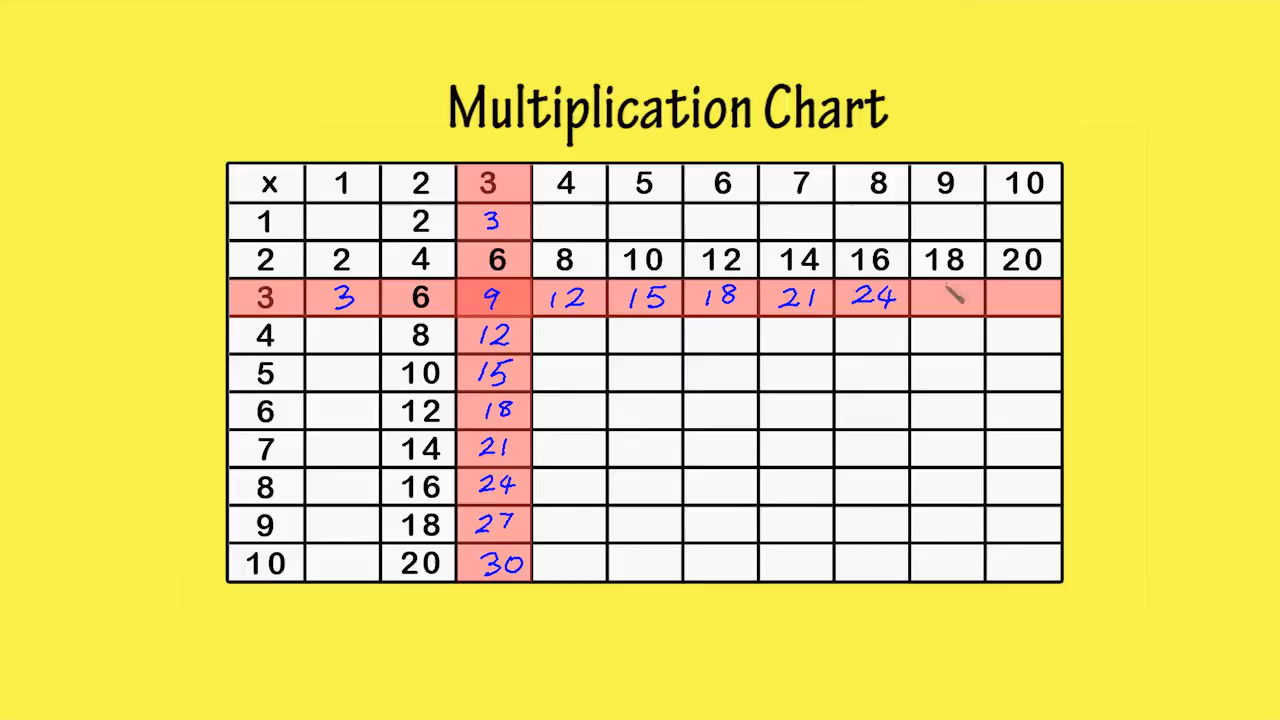 Multiplication Chart
x 1 2 3 4 5 6 7 8 9 10
1 2 3
2 2 4 6 8 10 12 14 16 18 20
3 3 6 9 12 15 18 21 24
4 8 12
5 10 15
6 12 18
7 14 21
8 16 24
9 18 27
10 20 30